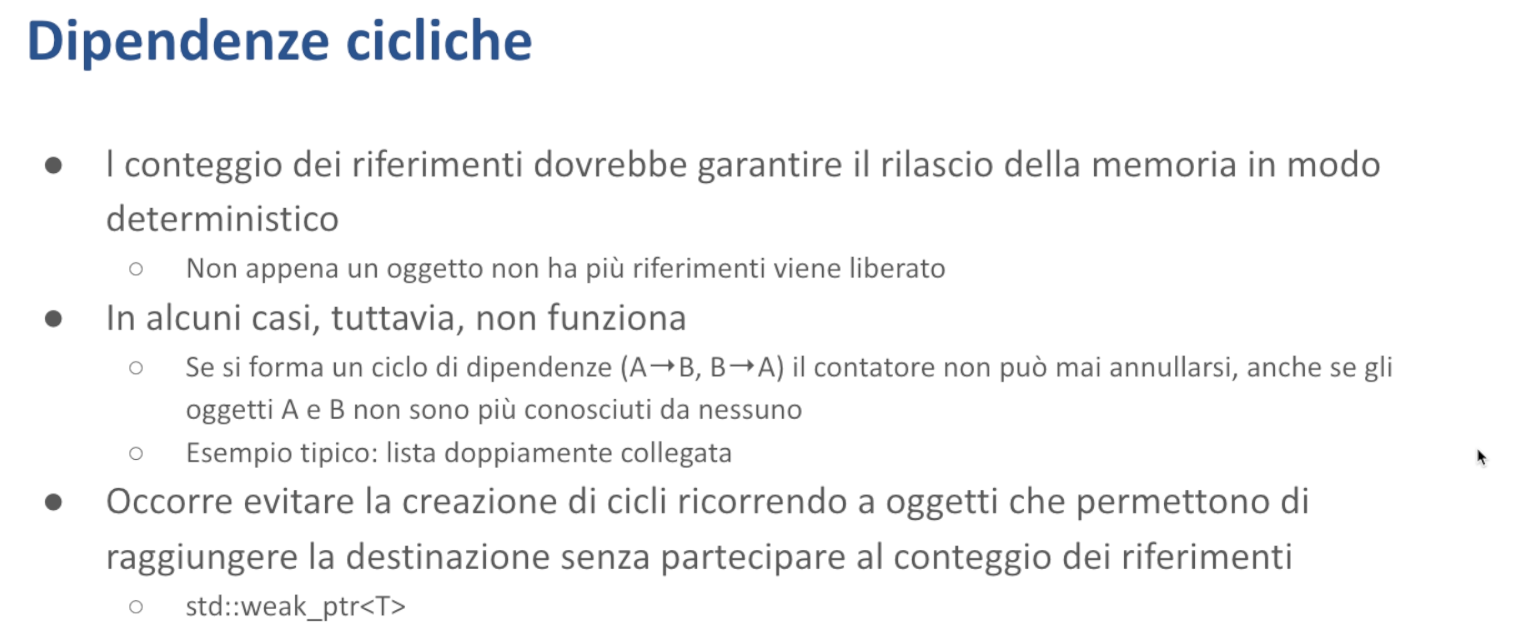 Dipendenze cicliche
● l conteggio dei riferimenti dovrebbe garantire il rilascio della memoria in modo
deterministico
○ Non appena un oggetto non ha più riferimenti viene liberato
● In alcuni casi, tuttavia, non funziona
○ Se si forma un ciclo di dipendenze (A→B, B→A) il contatore non può mai annullarsi, anche se gli
oggetti A e B non sono più conosciuti da nessuno
○ Esempio tipico: lista doppiamente collegata
● Occorre evitare la creazione di cicli ricorrendo a oggetti che permettono di
raggiungere la destinazione senza partecipare al conteggio dei riferimenti
○ std::weak_ptr<T>